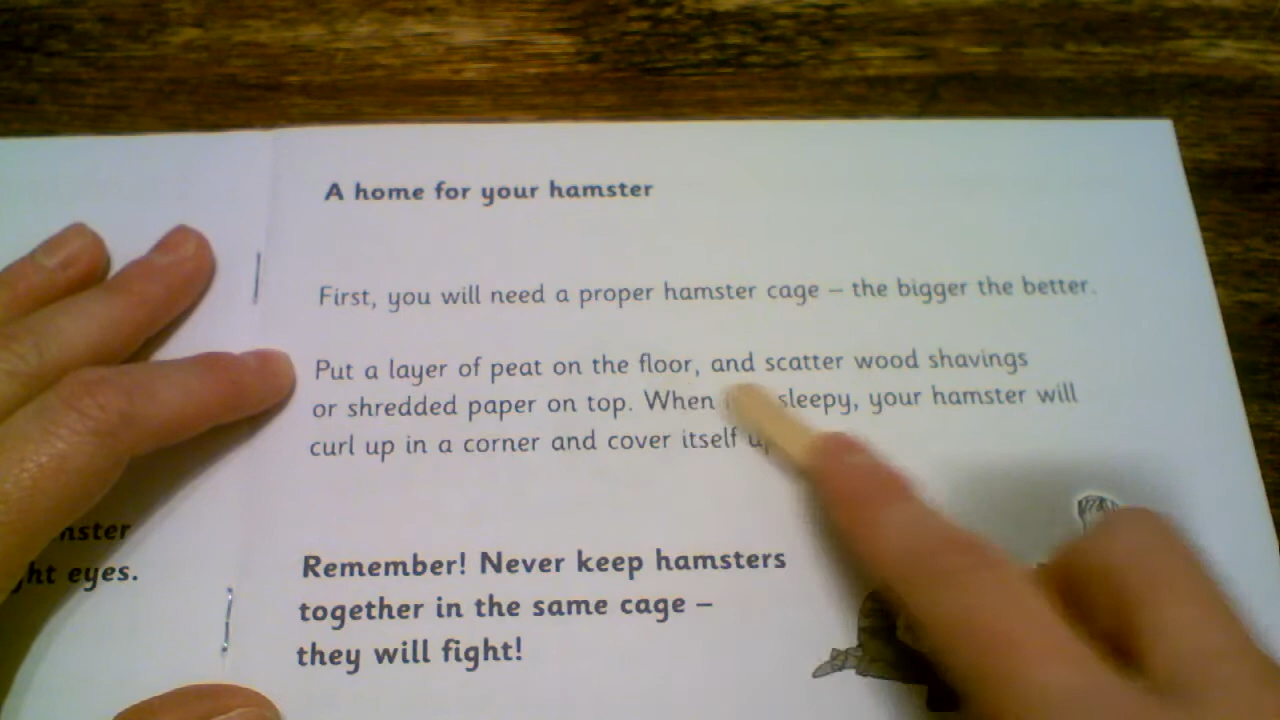 A home for your hamster
First, you will need a proper hamster cage – the bigger the better.
Put a layer of peat on the floor, and scatter wood shavings
or shredded paper on top. When sleepy, your hamster will
curl up in a corner and cover itself
Remember! Never keep hamsters
together in the same cage –
they will fight!
eyes.